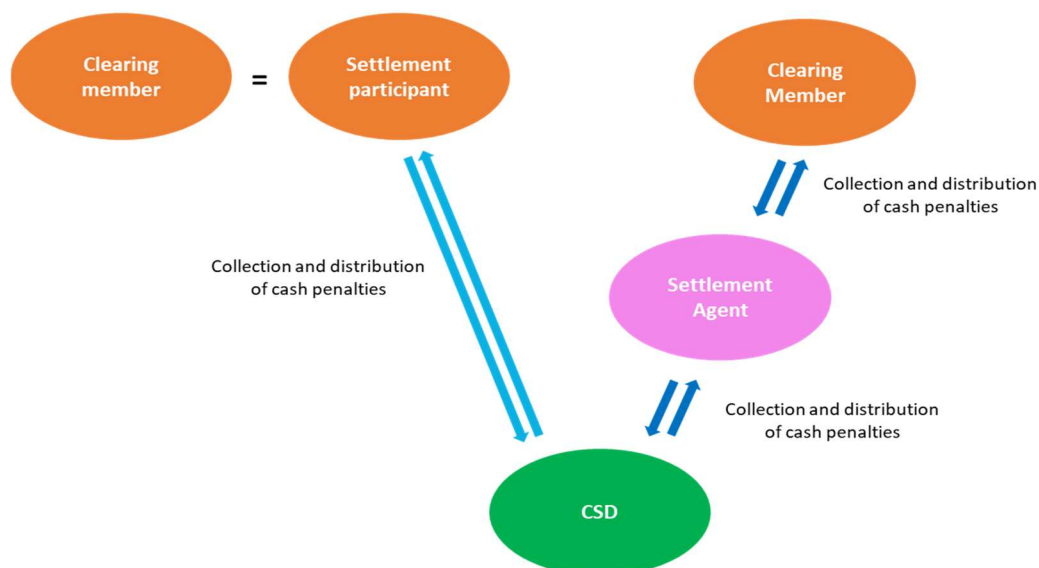 Clearing
member
=
Settlement
participant
Clearing
Member
Collection and distribution
of cash penalties
Collection and distribution
of cash penalties
Settlement
Agent
Collection and distribution
of cash penalties
CSD